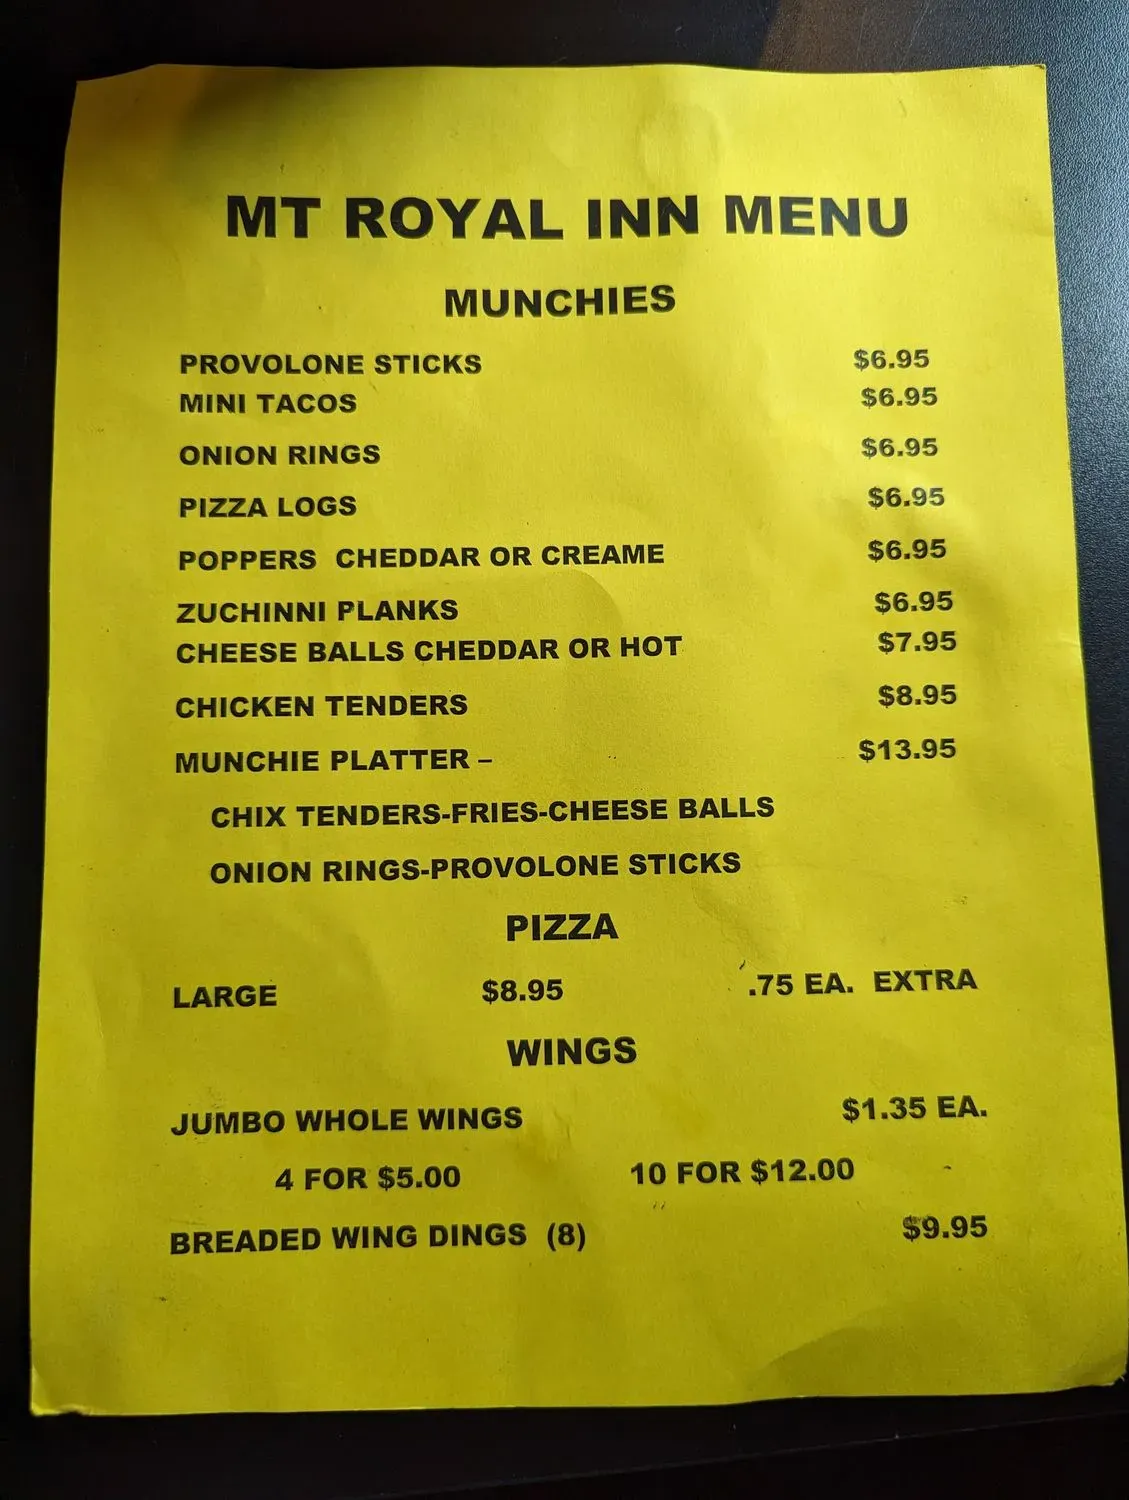 MT ROYAL INN MENU
MUNCHIES
PROVOLONE STICKS $6.95
MINI TACOS $6.95
ONION RINGS $6.95
PIZZA LOGS $6.95
POPPERS CHEDDAR OR CREAME $6.95
ZUCHINNI PLANKS $6.95
CHEESE BALLS CHEDDAR OR HOT $7.95
CHICKEN TENDERS $8.95
MUNCHIE PLATTER – $13.95
CHIX TENDERS-FRIES-CHEESE BALLS
ONION RINGS-PROVOLONE STICKS
PIZZA
LARGE $8.95 .75 EA. EXTRA
WINGS
JUMBO WHOLE WINGS $1.35 EA.
4 FOR $5.00 10 FOR $12.00
BREADED WING DINGS (8) $9.95